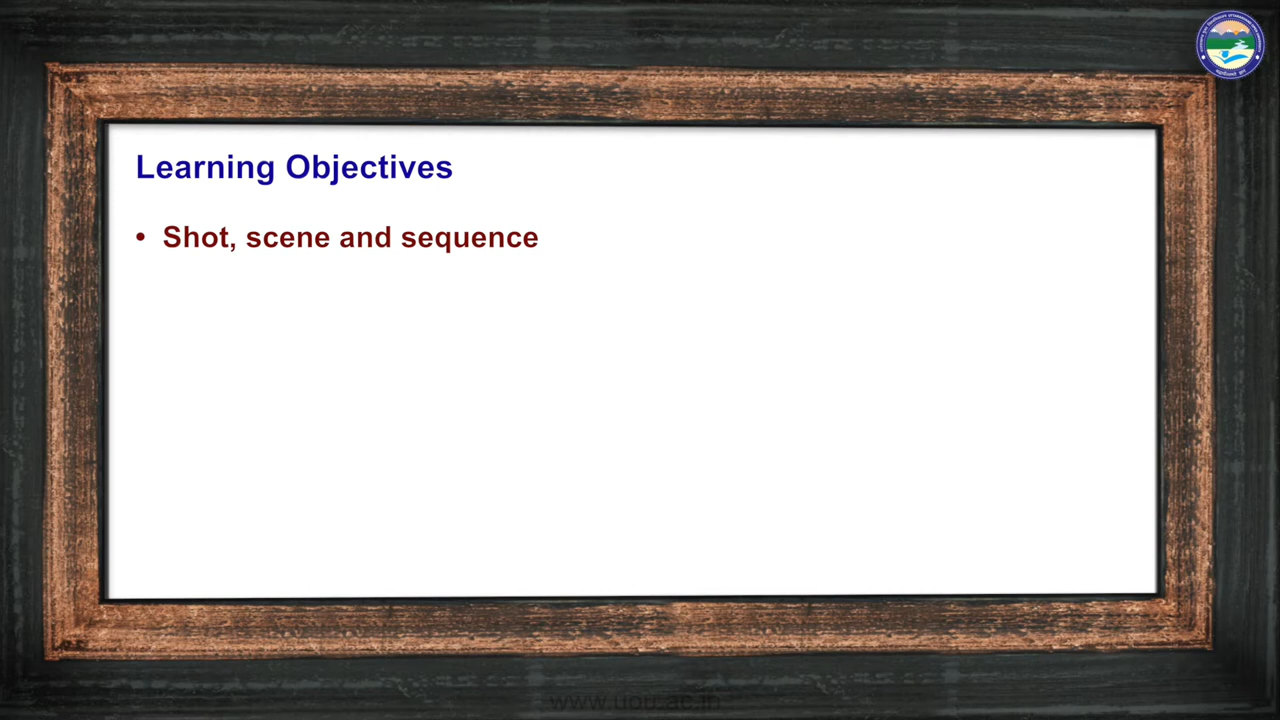 Learning Objectives
• Shot, scene and sequence
www.uou.ac.in